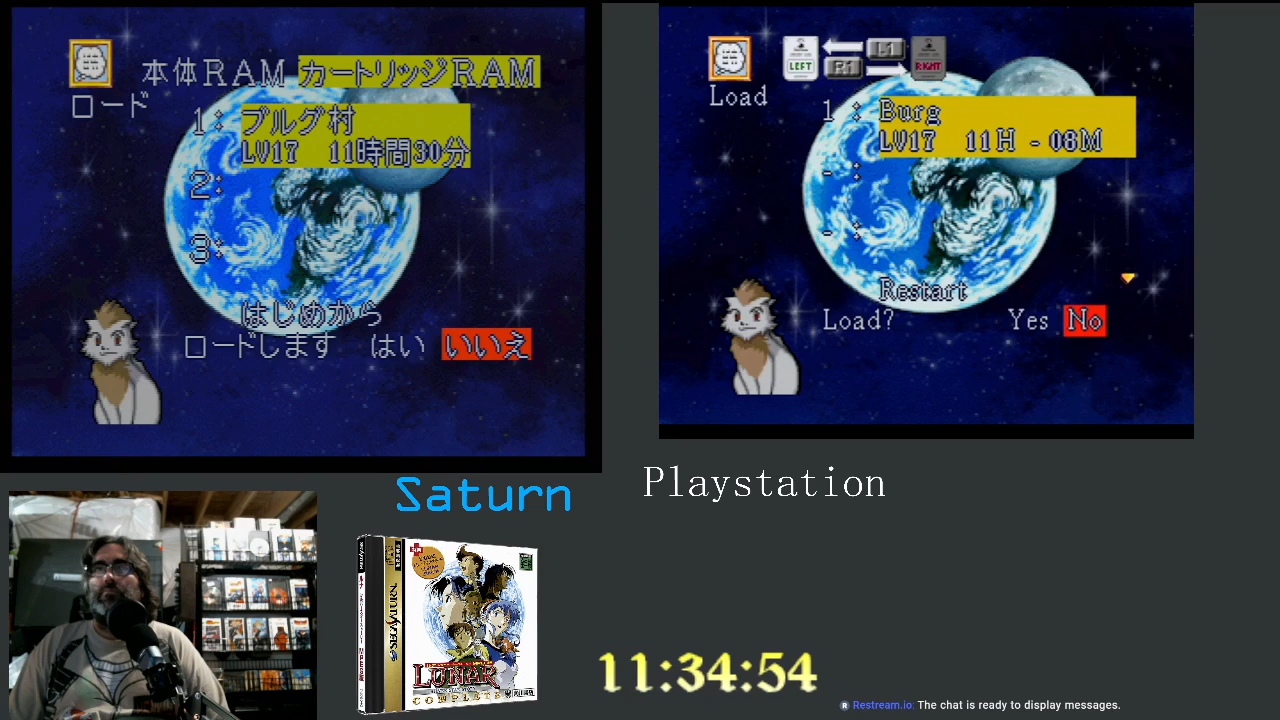 本体RAM カートリッジRAM
ロード
1: ブルグ村
LV17 11時間30分
2:
3:
はじめから
ロードします はい いいえ
LEFT L1 R1 RIGHT
Load
1 : Burg
LV17 11H - 08M
- :
- :
Restart
Load? Yes No
Saturn
Playstation
LUNAR
COMPLETE
11:34:54
R Restream.io: The chat is ready to display messages.